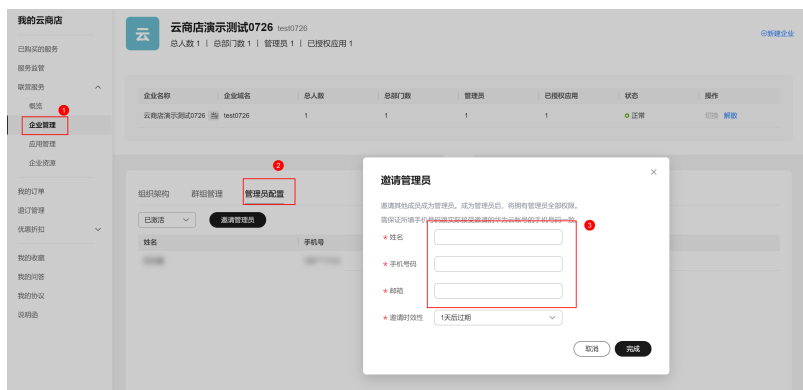 我的云商店
已购买的服务
服务监管
联营服务
概览
1
企业管理
应用管理
企业资源
我的订单
退订管理
优惠折扣
我的收藏
我的问答
我的协议
说明函
云
云商店演示测试0726 test0726
总人数 1 | 总部门数 1 | 管理员 1 | 已授权应用 1
新建企业
企业名称 企业域名 总人数 总部门数 管理员 已授权应用 状态 操作
云商店演示测试0726 test0726 1 1 1 1 正常 切换 解散
2
组织架构 群组管理 管理员配置
已激活 邀请管理员
姓名 手机号
邀请管理员
邀请其他成员成为管理员。成为管理员后，将拥有管理员全部权限。
需保证所填手机号码跟实际接受邀请的华为云帐号的手机号码一致。
3
* 姓名
* 手机号码
* 邮箱
* 邀请时效性 1天后过期
取消 完成